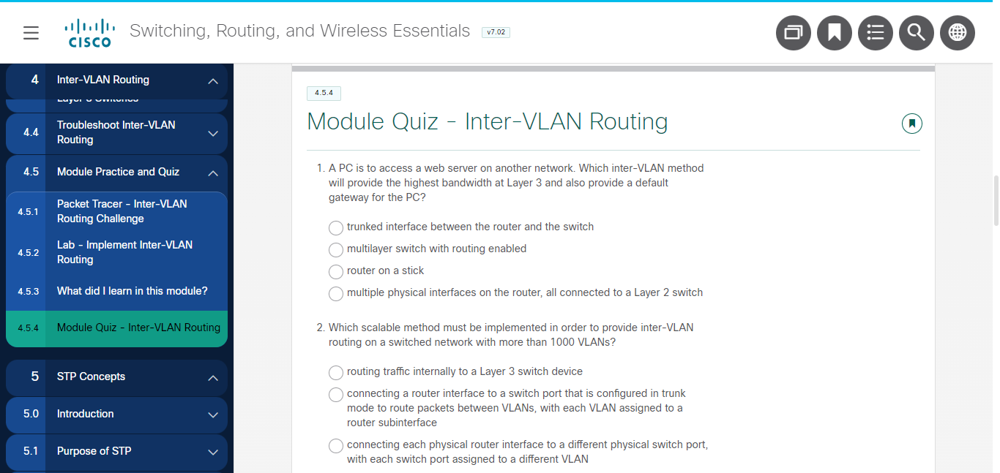 CISCO
Switching, Routing, and Wireless Essentials
v7.02
4 Inter-VLAN Routing
Layer 3 Switches
4.4 Troubleshoot Inter-VLAN
Routing
4.5 Module Practice and Quiz
4.5.1 Packet Tracer - Inter-VLAN
Routing Challenge
4.5.2 Lab - Implement Inter-VLAN
Routing
4.5.3 What did I learn in this module?
4.5.4 Module Quiz - Inter-VLAN Routing
5 STP Concepts
5.0 Introduction
5.1 Purpose of STP
4.5.4
Module Quiz - Inter-VLAN Routing
1. A PC is to access a web server on another network. Which inter-VLAN method
will provide the highest bandwidth at Layer 3 and also provide a default
gateway for the PC?
trunked interface between the router and the switch
multilayer switch with routing enabled
router on a stick
multiple physical interfaces on the router, all connected to a Layer 2 switch
2. Which scalable method must be implemented in order to provide inter-VLAN
routing on a switched network with more than 1000 VLANs?
routing traffic internally to a Layer 3 switch device
connecting a router interface to a switch port that is configured in trunk
mode to route packets between VLANs, with each VLAN assigned to a
router subinterface
connecting each physical router interface to a different physical switch port,
with each switch port assigned to a different VLAN